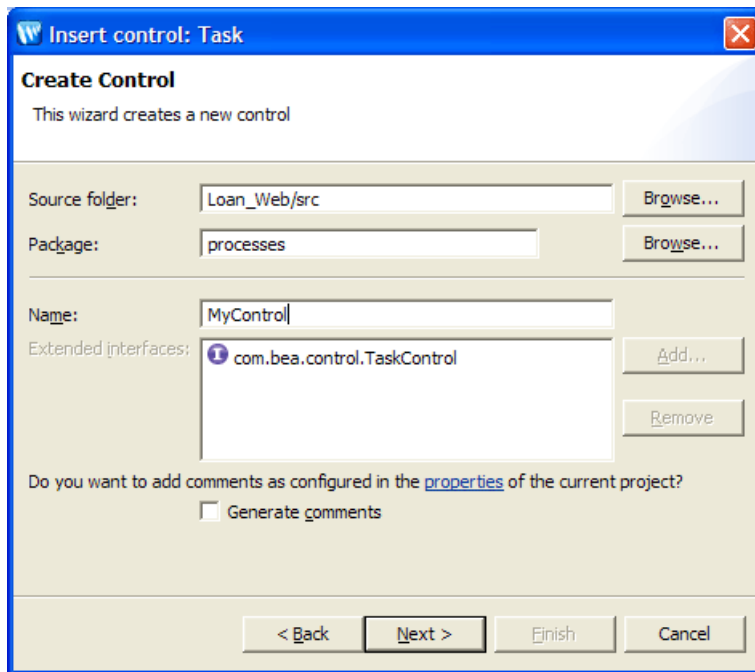 Insert control: Task
Create Control
This wizard creates a new control
Source folder: Loan_Web/src Browse...
Package: processes Browse...
Name: MyControl
Extended interfaces: com.bea.control.TaskControl Add...
Remove
Do you want to add comments as configured in the properties of the current project?
Generate comments
< Back Next > Finish Cancel